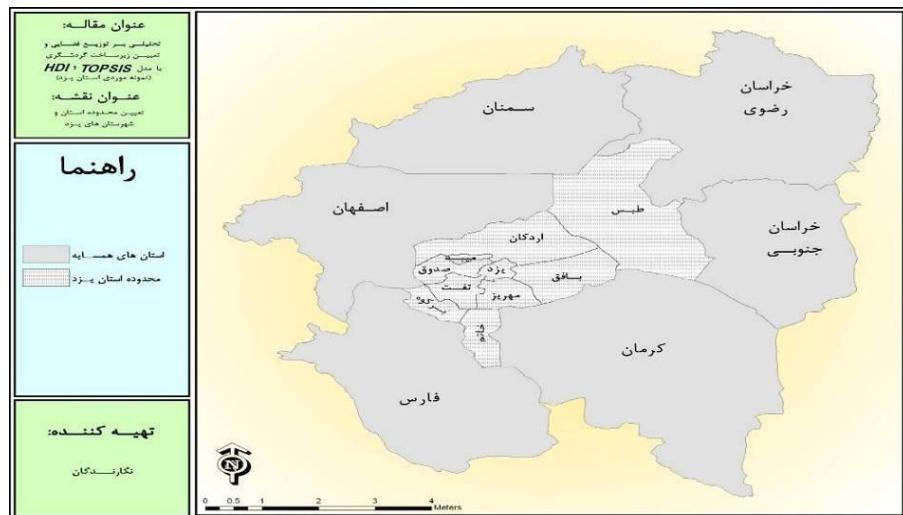 عنوان مقاله:
تحلیلی بر توزیع فضایی و
تعیین زیرساخت گردشگری
با مدل TOPSIS و HDI
(نمونه موردی استان یزد)
عنوان نقشه:
تعیین محدوده استان و
شهرستان های یزد
راهنما
استان های همسایه
محدوده استان یزد
تهیه کننده:
نگارندگان
خراسان
رضوی
سمنان
اصفهان
طبس
خراسان
جنوبی
اردکان
میبد
صدوق
یزد
بافق
تفت
مهریز
ابرکوه
خاتم
کرمان
فارس
N
0 0.5 1 2 3 4
Meters